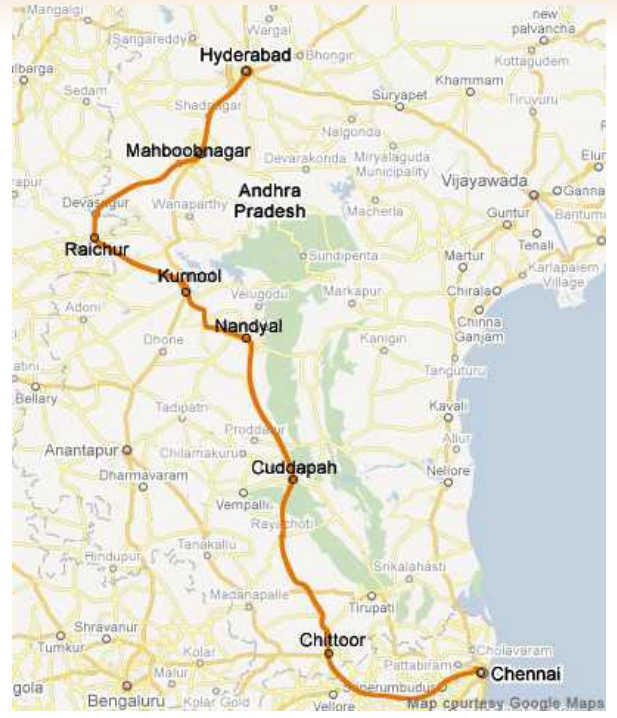 Mangalgi
Wargal
new
palvancha
Sangareddy
Hyderabad
Bhongir
Kottagudem
lbarga
Sedam
Khammam
Suryapet
Tiruvuru
Shadnagar
Nalgonda
Mahboobnagar
Devarakonda
Miryalaguda
Municipality
Elur
rapur
Vijayawada
Ganna
Andhra
Pradesh
Devasugur
Wanaparthy
Macherla
Guntur
Bantumi
Tenali
Raichur
Sundipenta
Martur
Karlapalem
Village
Kurnool
Velugodu
Markapur
Chirala
Adoni
Chinna
Ganjam
Nandyal
Dhone
Kanigiri
Tanguturu
atini
Bellary
Tadipatri
Kavali
Proddatur
Allur
Anantapur
Chilamakuru
Cuddapah
Nellore
Dharmavaram
Vempalli
Rayachoti
Tanakallu
Hindupur
Srikalahasti
Madanapalle
Tirupati
Shravanur
Chittoor
Cholavaram
Tumkur
Kolar
Pattabiram
Malur
Chennai
gola
Sriperumbudur
Bengaluru
Kolar Gold
Vellore
Map courtesy Google Maps